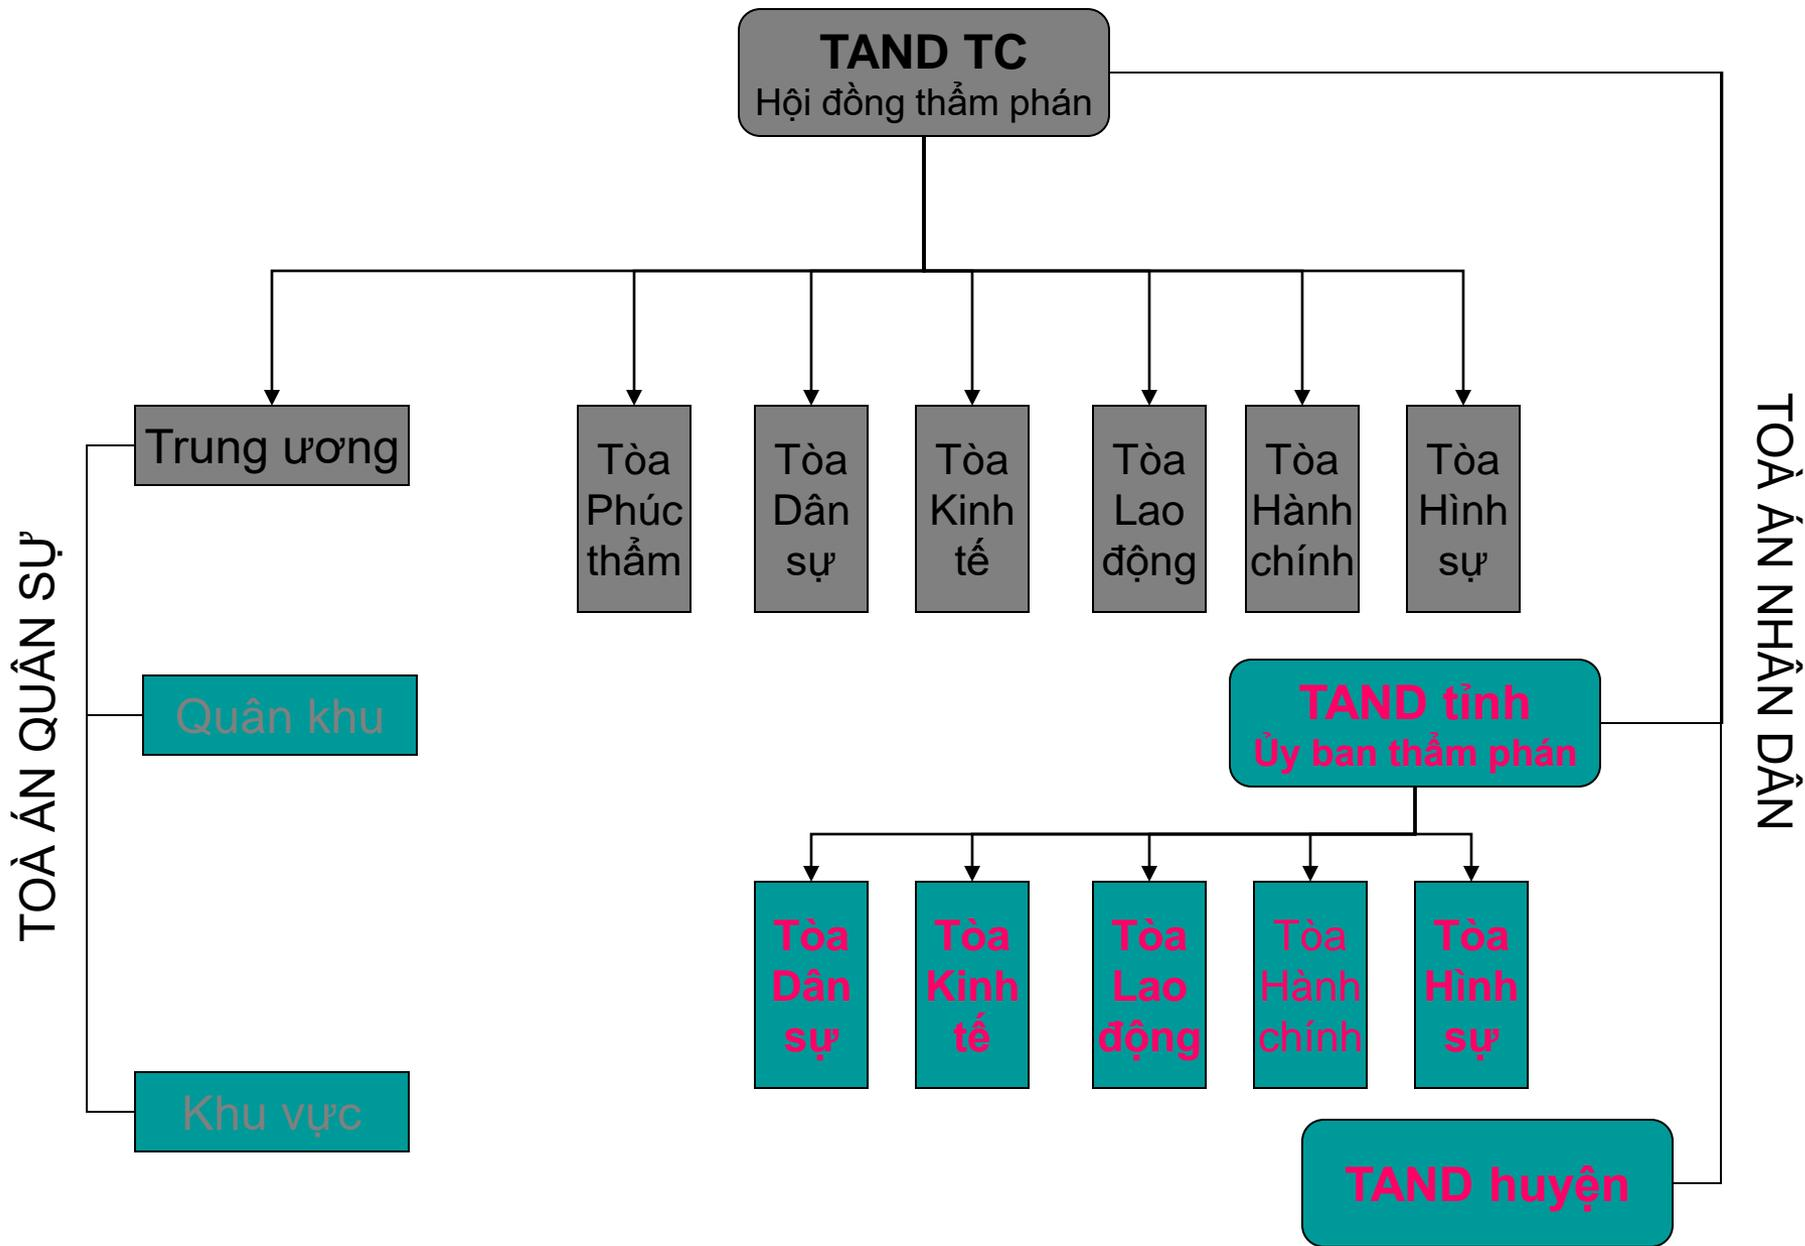 TAND TC
Hội đồng thẩm phán
Trung ương
Tòa
Phúc
thẩm
Tòa
Dân
sự
Tòa
Kinh
tế
Tòa
Lao
động
Tòa
Hành
chính
Tòa
Hình
sự
TOÀ ÁN QUÂN SỰ
TOÀ ÁN NHÂN DÂN
Quân khu
TAND tỉnh
Ủy ban thẩm phán
Tòa
Dân
sự
Tòa
Kinh
tế
Tòa
Lao
động
Tòa
Hành
chính
Tòa
Hình
sự
Khu vực
TAND huyện